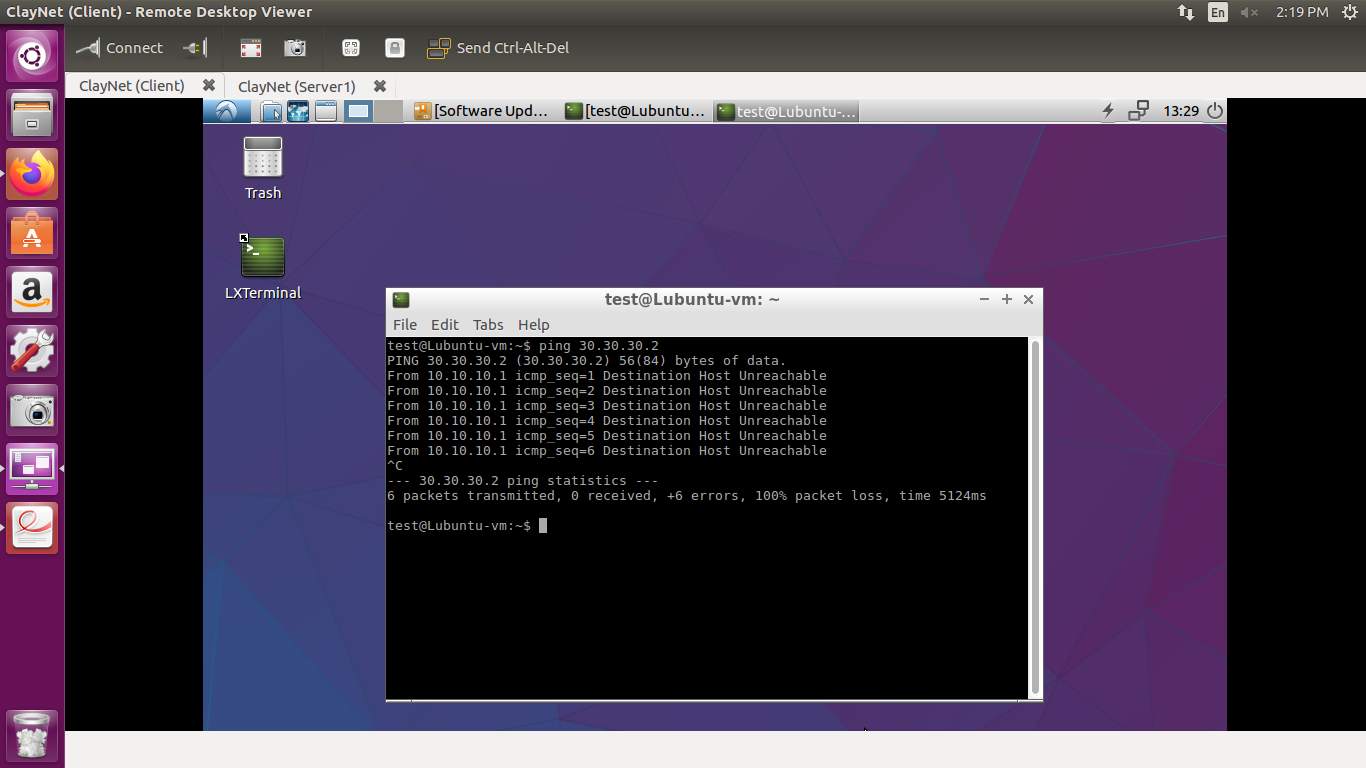 ClayNet (Client) - Remote Desktop Viewer
En
2:19 PM
Connect
Send Ctrl-Alt-Del
ClayNet (Client)
ClayNet (Server1)
[Software Upd...
[test@Lubuntu...
test@Lubuntu-...
13:29
Trash
LXTerminal
test@Lubuntu-vm: ~
File Edit Tabs Help
test@Lubuntu-vm:~$ ping 30.30.30.2
PING 30.30.30.2 (30.30.30.2) 56(84) bytes of data.
From 10.10.10.1 icmp_seq=1 Destination Host Unreachable
From 10.10.10.1 icmp_seq=2 Destination Host Unreachable
From 10.10.10.1 icmp_seq=3 Destination Host Unreachable
From 10.10.10.1 icmp_seq=4 Destination Host Unreachable
From 10.10.10.1 icmp_seq=5 Destination Host Unreachable
From 10.10.10.1 icmp_seq=6 Destination Host Unreachable
^C
--- 30.30.30.2 ping statistics ---
6 packets transmitted, 0 received, +6 errors, 100% packet loss, time 5124ms
test@Lubuntu-vm:~$